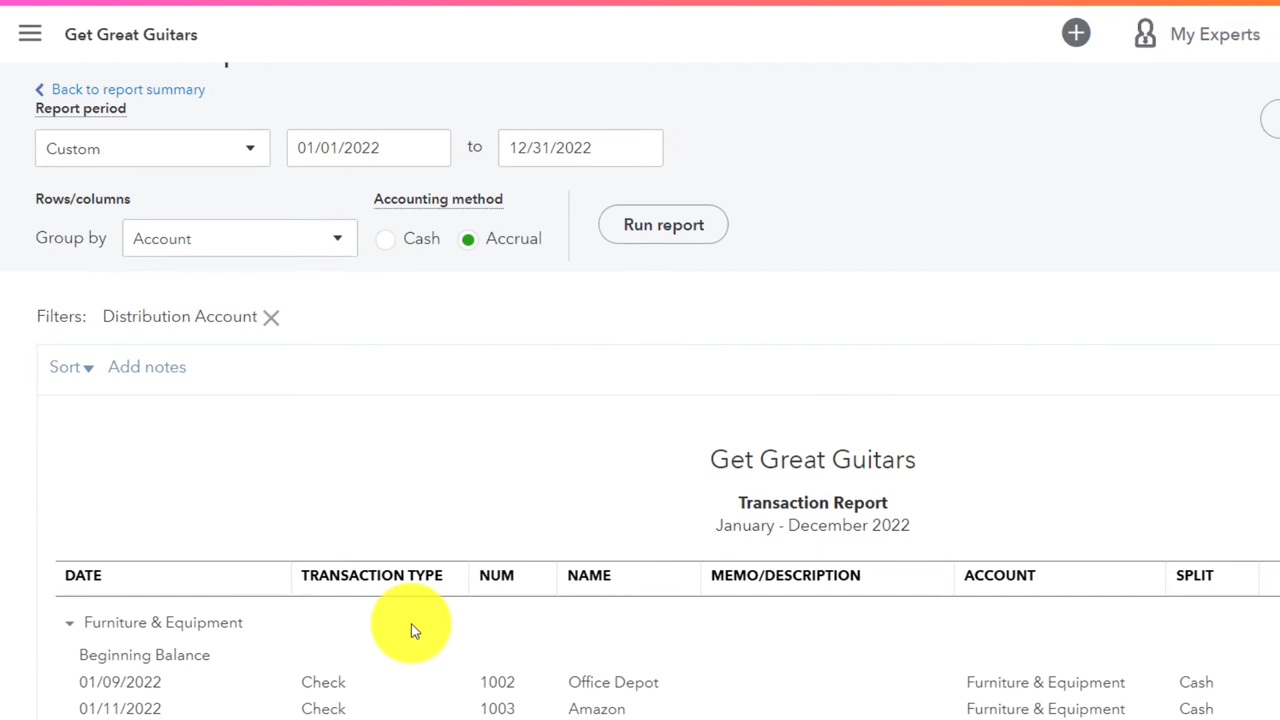 Get Great Guitars
My Experts
Back to report summary
Report period
Custom 01/01/2022 to 12/31/2022
Rows/columns Accounting method
Group by Account Cash Accrual Run report
Filters: Distribution Account
Sort Add notes
Get Great Guitars
Transaction Report
January - December 2022
DATE TRANSACTION TYPE NUM NAME MEMO/DESCRIPTION ACCOUNT SPLIT
Furniture & Equipment
Beginning Balance
01/09/2022 Check 1002 Office Depot Furniture & Equipment Cash
01/11/2022 Check 1003 Amazon Furniture & Equipment Cash